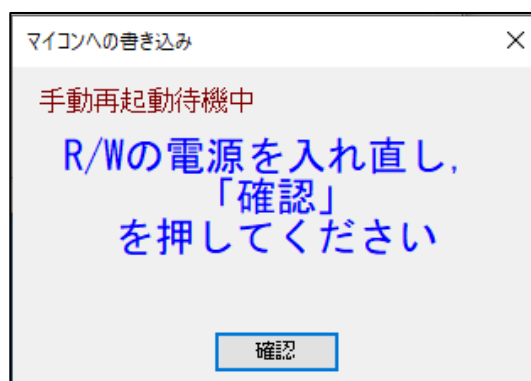 マイコンへの書き込み
手動再起動待機中
R/Wの電源を入れ直し,
「確認」
を押してください
確認